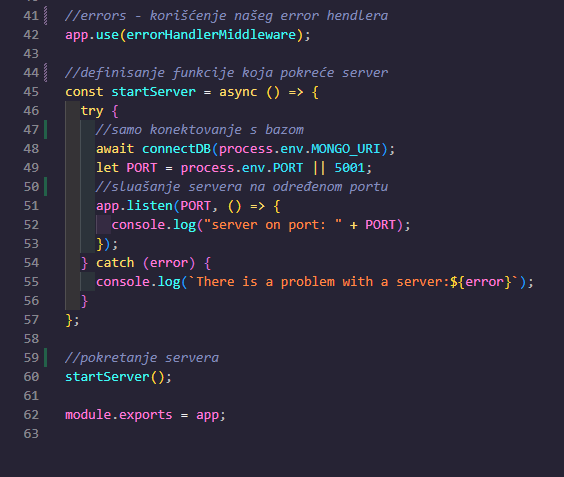 41 //errors - korišćenje našeg error hendlera
42 app.use(errorHandlerMiddleware);
43
44 //definisanje funkcije koja pokreće server
45 const startServer = async () => {
46   try {
47     //samo konektovanje s bazom
48     await connectDB(process.env.MONGO_URI);
49     let PORT = process.env.PORT || 5001;
50     //sluašanje servera na određenom portu
51     app.listen(PORT, () => {
52       console.log("server on port: " + PORT);
53     });
54   } catch (error) {
55     console.log(`There is a problem with a server:${error}`);
56   }
57 };
58
59 //pokretanje servera
60 startServer();
61
62 module.exports = app;
63